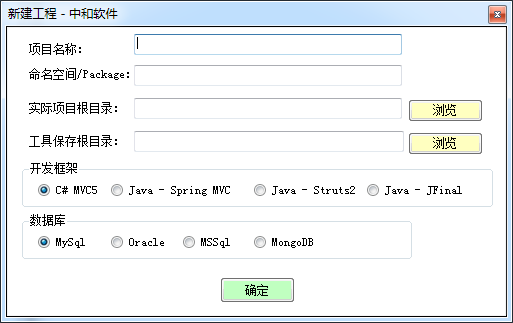 新建工程 - 中和软件
项目名称:
命名空间/Package:
实际项目根目录:
浏览
工具保存根目录:
浏览
开发框架
C# MVC5 Java - Spring MVC Java - Struts2 Java - JFinal
数据库
MySql Oracle MSSql MongoDB
确定